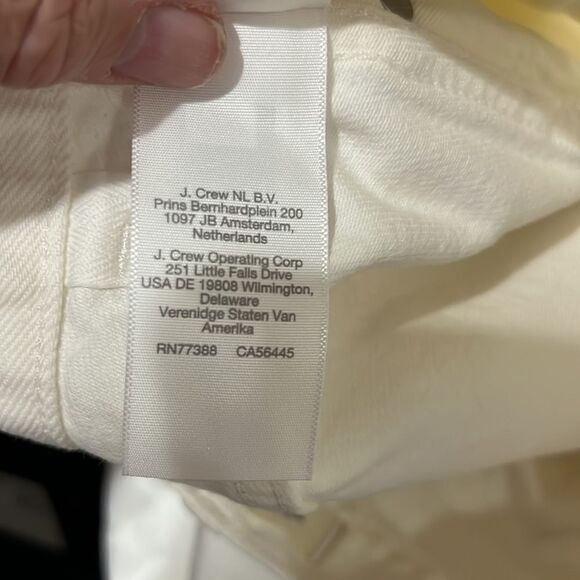 J. Crew NL B.V.
Prins Bernhardplein 200
1097 JB Amsterdam,
Netherlands
J. Crew Operating Corp
251 Little Falls Drive
USA DE 19808 Wilmington,
Delaware
Verenidge Staten Van
Amerika
RN77388 CA56445